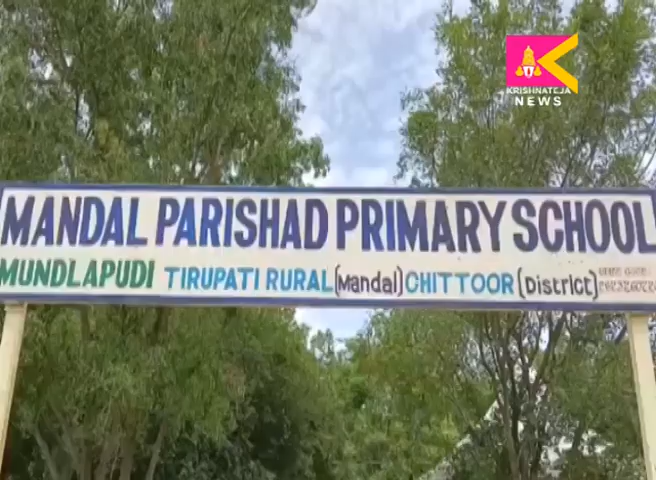 KRISHNATEJA
NEWS
MANDAL PARISHAD PRIMARY SCHOOL
MUNDLAPUDI TIRUPATI RURAL (Mandal) CHITTOOR (District)